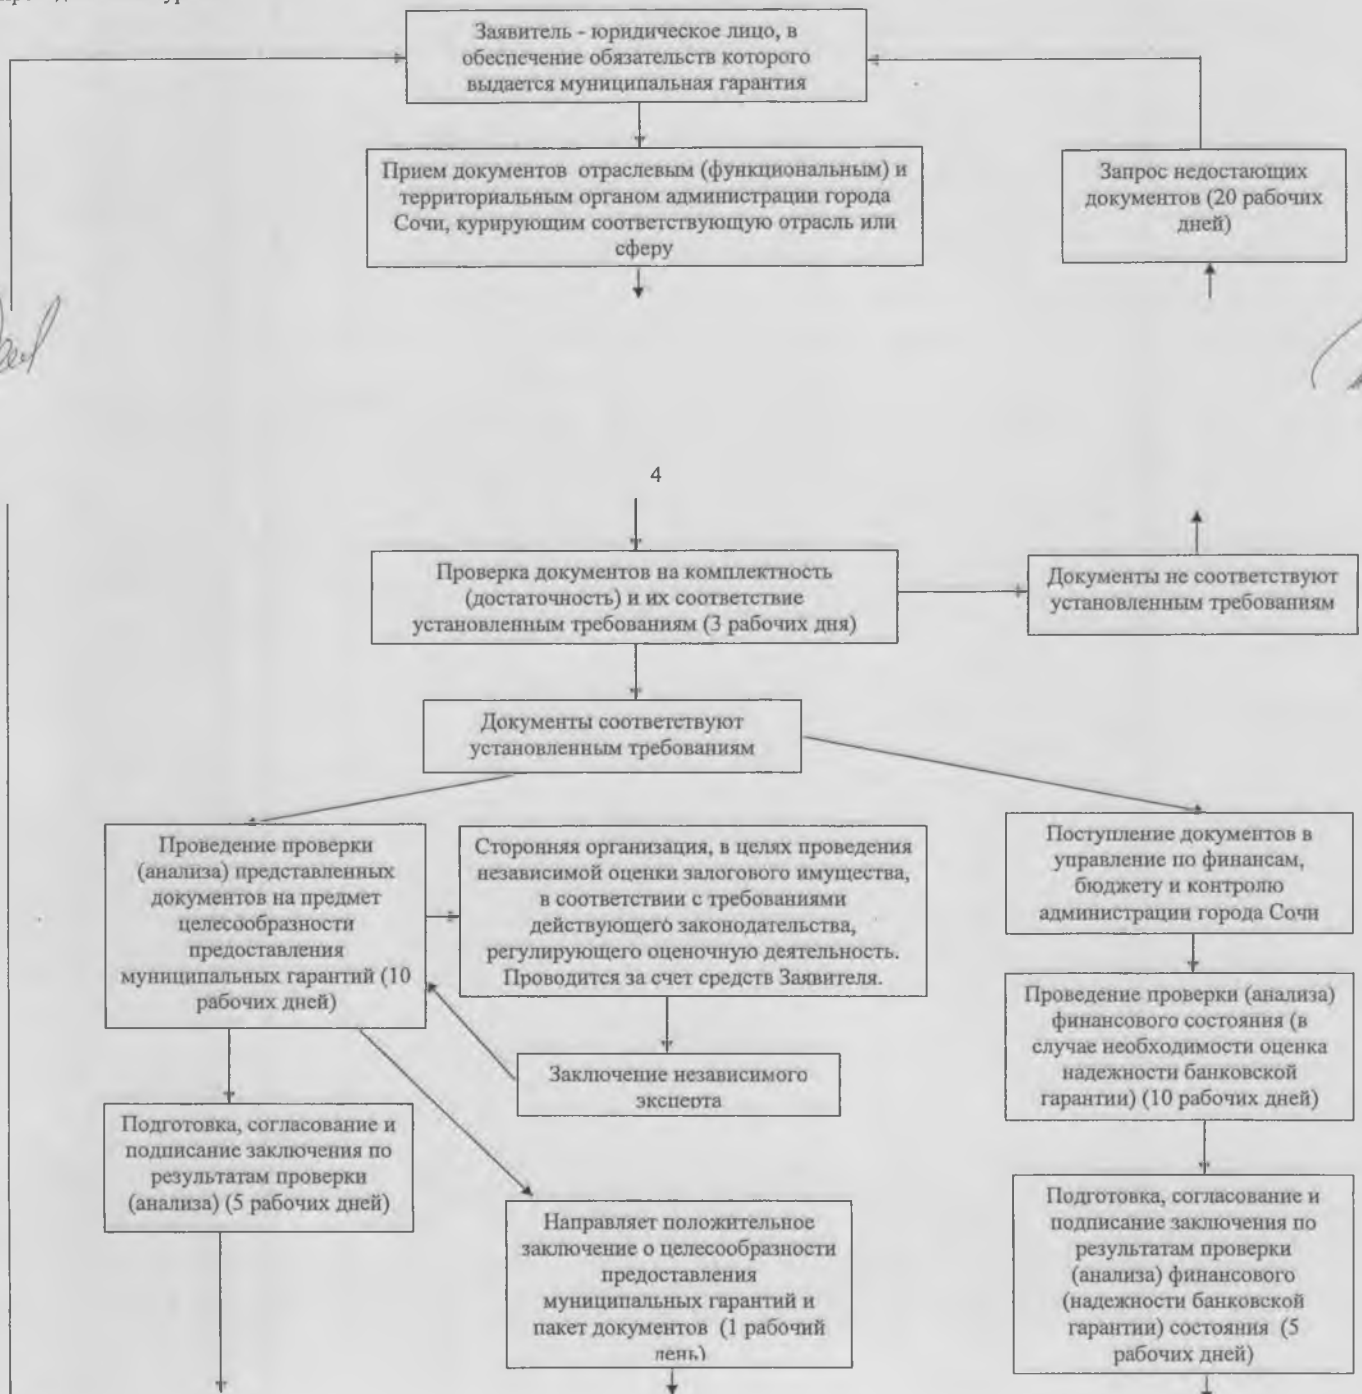 Заявитель - юридическое лицо, в
обеспечение обязательств которого
выдается муниципальная гарантия
Прием документов отраслевым (функциональным) и
территориальным органом администрации города
Сочи, курирующим соответствующую отрасль или
сферу
Запрос недостающих
документов (20 рабочих
дней)
4
Проверка документов на комплектность
(достаточность) и их соответствие
установленным требованиям (3 рабочих дня)
Документы не соответствуют
установленным требованиям
Документы соответствуют
установленным требованиям
Проведение проверки
(анализа) представленных
документов на предмет
целесообразности
предоставления
муниципальных гарантий (10
рабочих дней)
Сторонняя организация, в целях проведения
независимой оценки залогового имущества,
в соответствии с требованиями
действующего законодательства,
регулирующего оценочную деятельность.
Проводится за счет средств Заявителя.
Поступление документов в
управление по финансам,
бюджету и контролю
администрации города Сочи
Проведение проверки (анализа)
финансового состояния (в
случае необходимости оценка
надежности банковской
гарантии) (10 рабочих дней)
Заключение независимого
эксперта
Подготовка, согласование и
подписание заключения по
результатам проверки
(анализа) (5 рабочих дней)
Направляет положительное
заключение о целесообразности
предоставления
муниципальных гарантий и
пакет документов (1 рабочий
день)
Подготовка, согласование и
подписание заключения по
результатам проверки
(анализа) финансового
(надежности банковской
гарантии) состояния (5
рабочих дней)